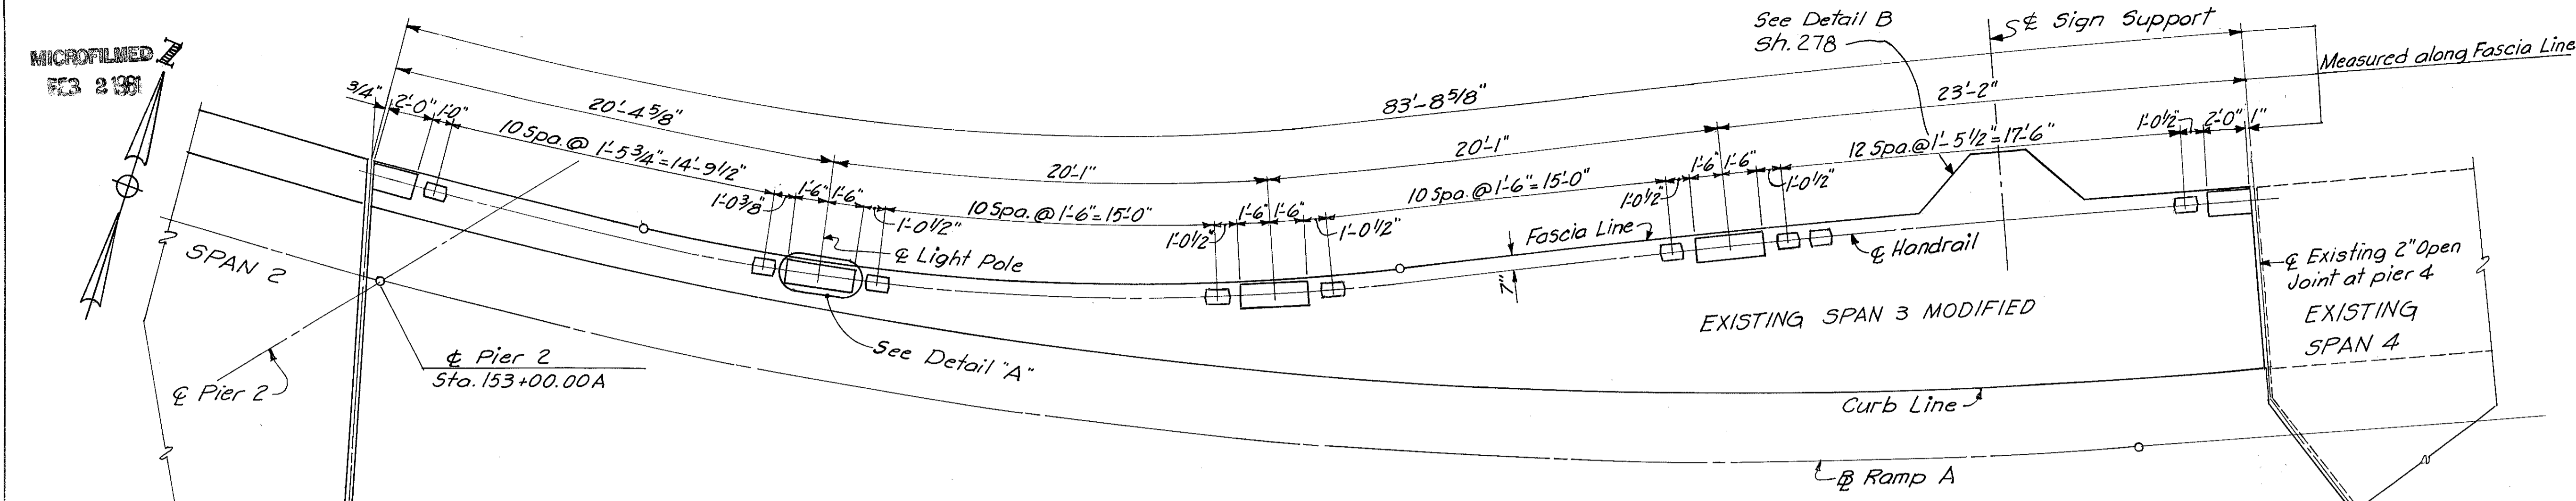 MICROFILMED
FEB 2 1981
See Detail B
Sh. 278
℄ Sign Support
Measured along Fascia Line
83'-8 5/8"
3/4"
2'-0"
1'-0"
20'-4 5/8"
20'-1"
20'-1"
23'-2"
10 Spa. @ 1'-5 3/4" = 14'-9 1/2"
1'-0 3/8"
1'-6"
1'-6"
1'-0 1/2"
10 Spa. @ 1'-6" = 15'-0"
1'-0 1/2"
1'-6"
1'-6"
1'-0 1/2"
10 Spa. @ 1'-6" = 15'-0"
1'-0 1/2"
1'-6"
1'-6"
1'-0 1/2"
12 Spa. @ 1'-5 1/2" = 17'-6"
1'-0 1/2"
2'-0"
1"
SPAN 2
℄ Light Pole
Fascia Line
7"
℄ Handrail
℄ Existing 2" Open
Joint at pier 4
EXISTING SPAN 3 MODIFIED
EXISTING
SPAN 4
℄ Pier 2
℄ Pier 2
Sta. 153+00.00A
See Detail "A"
Curb Line
B̲L Ramp A